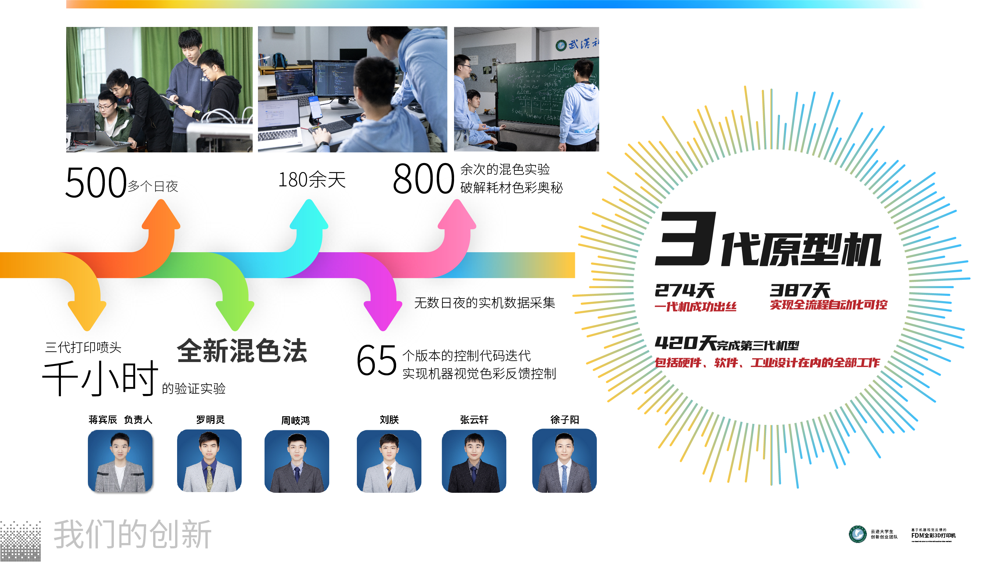 武漢科
500多个日夜
180余天
800
余次的混色实验
破解耗材色彩奥秘
三代打印喷头
千小时的验证实验
全新混色法
无数日夜的实机数据采集
65
个版本的控制代码迭代
实现机器视觉色彩反馈控制
3代原型机
274天
一代机成功出丝
387天
实现全流程自动化可控
420天完成第三代机型
包括硬件、软件、工业设计在内的全部工作
蒋宾辰 负责人
罗明灵
周岐鸿
刘朕
张云轩
徐子阳
我们的创新
云迹大学生
创新创业团队
基于机器视觉反馈的
FDM全彩3D打印机